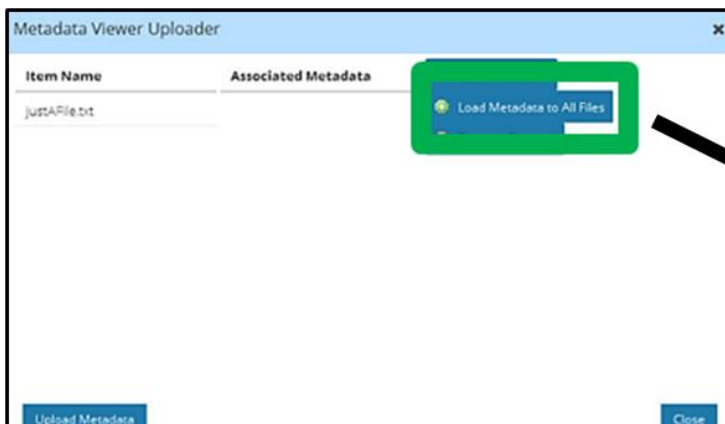 Metadata Viewer Uploader
Item Name Associated Metadata
justAFile.txt
Load Metadata to All Files
Upload Metadata
Close